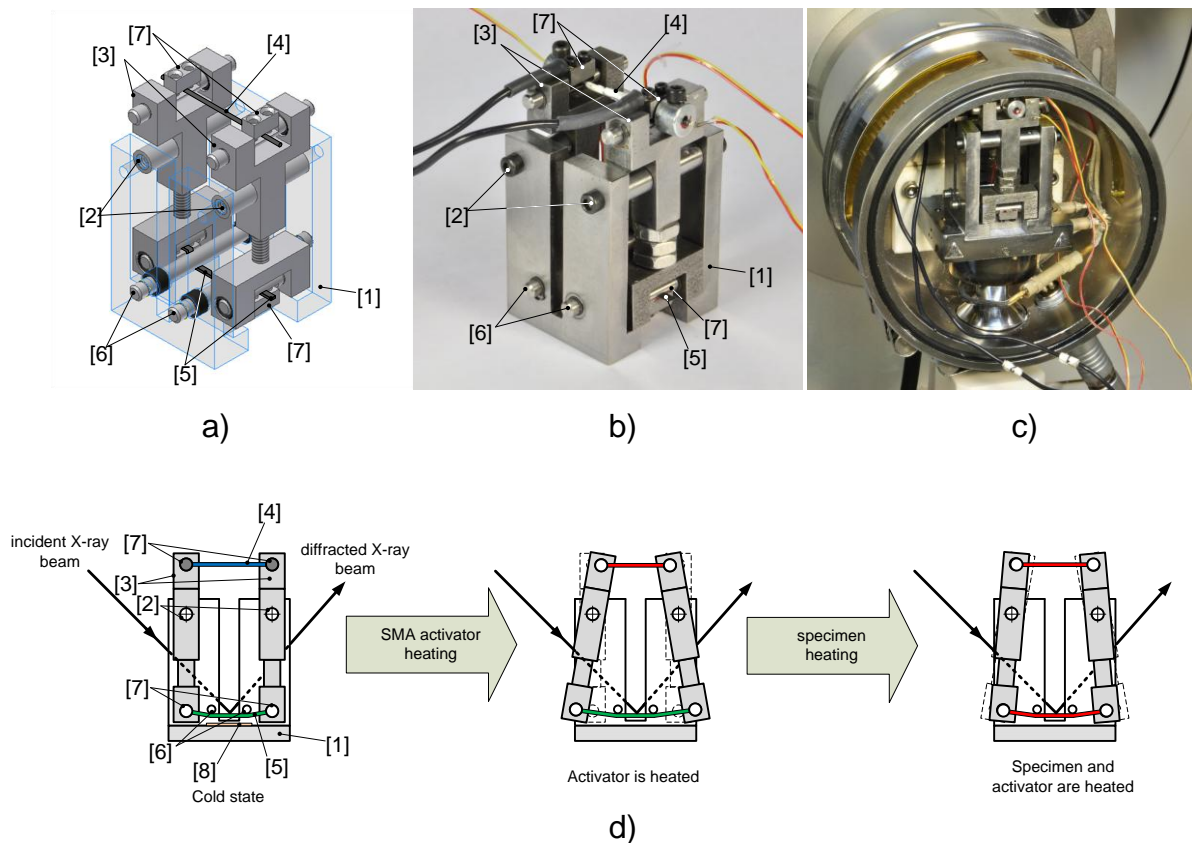 [7]
[4]
[3]
[2]
[1]
[6]
[5]
[7]
a)
[7]
[4]
[3]
[2]
[1]
[6]
[7]
[5]
b)
c)
[4]
incident X-ray
beam
[7]
diffracted X-ray
beam
[3]
[2]
[7]
[6]
[8]
[5]
[1]
Cold state
SMA activator
heating
Activator is heated
specimen
heating
Specimen and
activator are heated
d)